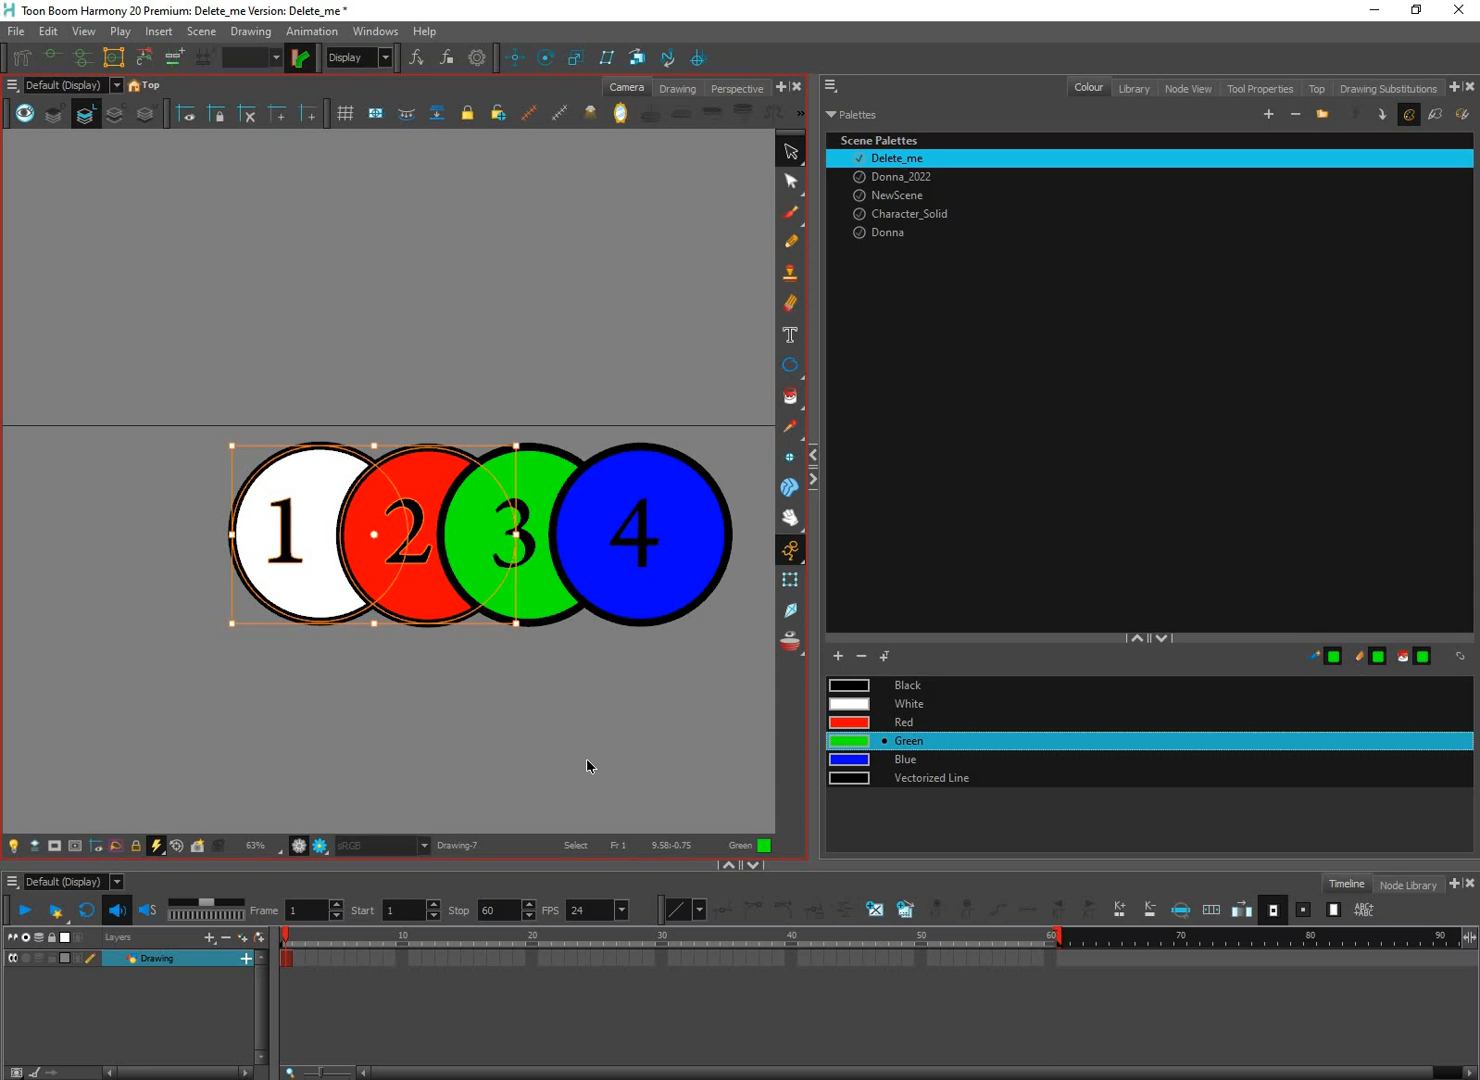 Toon Boom Harmony 20 Premium: Delete_me Version: Delete_me *
File Edit View Play Insert Scene Drawing Animation Windows Help
Display
Default (Display) Top Camera Drawing Perspective
Colour Library Node View Tool Properties Top Drawing Substitutions
Palettes
Scene Palettes
Delete_me
Donna_2022
NewScene
Character_Solid
Donna
1 2 3 4
Black
White
Red
Green
Blue
Vectorized Line
63% sRGB Drawing-7 Select Fr 1 9.58:-0.75 Green
Default (Display) Timeline Node Library
S Frame 1 Start 1 Stop 60 FPS 24 K+ K- ABC+ ABC-
Layers 10 20 30 40 50 60 70 80 90
Drawing